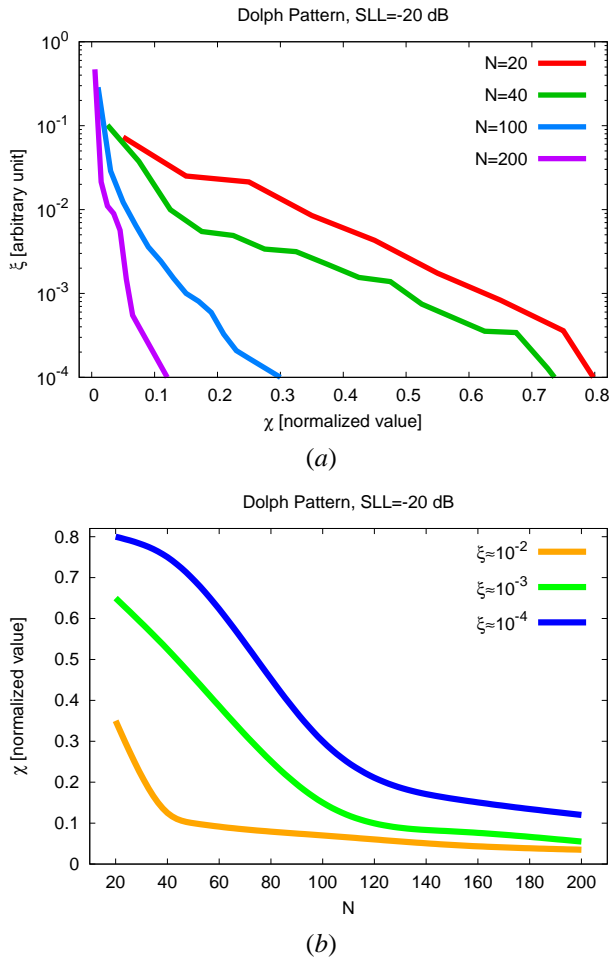 Dolph Pattern, SLL=-20 dB
10⁰
10⁻¹
10⁻²
10⁻³
10⁻⁴
ξ [arbitrary unit]
N=20
N=40
N=100
N=200
0 0.1 0.2 0.3 0.4 0.5 0.6 0.7 0.8
χ [normalized value]
(a)
Dolph Pattern, SLL=-20 dB
0.8
0.7
0.6
0.5
0.4
0.3
0.2
0.1
0
χ [normalized value]
ξ≈10⁻²
ξ≈10⁻³
ξ≈10⁻⁴
20 40 60 80 100 120 140 160 180 200
N
(b)